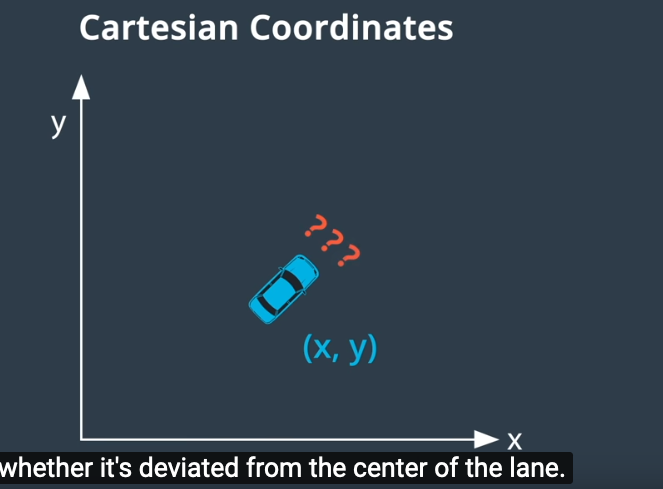 Cartesian Coordinates
y
???
(x, y)
x
whether it's deviated from the center of the lane.